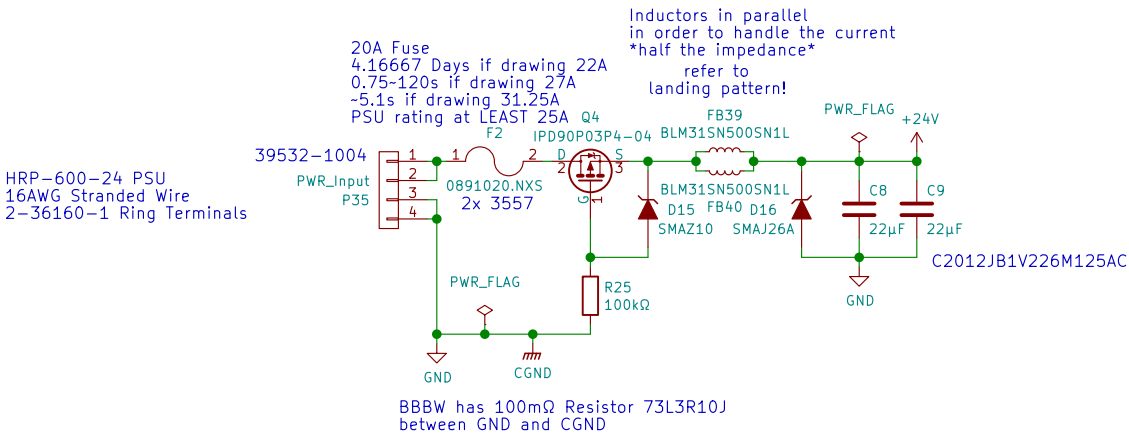 Inductors in parallel
in order to handle the current
*half the impedance*
refer to
landing pattern!
20A Fuse
4.16667 Days if drawing 22A
0.75~120s if drawing 27A
~5.1s if drawing 31.25A
PSU rating at LEAST 25A
F2
Q4
IPD90P03P4-04
FB39
BLM31SN500SN1L
PWR_FLAG
+24V
39532-1004
1
1
2
D
2
S
3
HRP-600-24 PSU
16AWG Stranded Wire
2-36160-1 Ring Terminals
PWR_Input
P35
2
3
4
0891020.NXS
2x 3557
G
1
BLM31SN500SN1L
FB40
D15
SMAZ10
D16
SMAJ26A
C8
22µF
C9
22µF
C2012JB1V226M125AC
GND
R25
100kΩ
PWR_FLAG
GND
CGND
BBBW has 100mΩ Resistor 73L3R10J
between GND and CGND